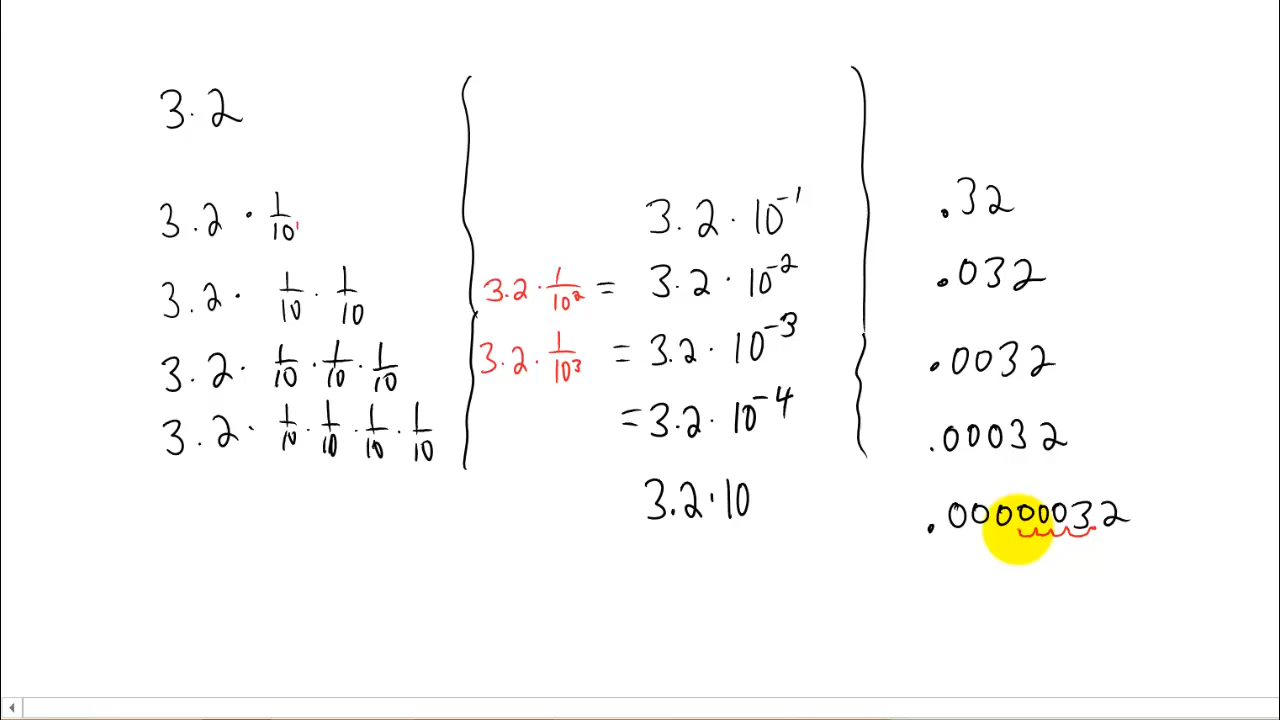 3.2
3.2 · 1/10¹ 3.2 · 10⁻¹ .32
3.2 · 1/10 · 1/10 3.2 · 1/10² = 3.2 · 10⁻² .032
3.2 · 1/10 · 1/10 · 1/10 3.2 · 1/10³ = 3.2 · 10⁻³ .0032
3.2 · 1/10 · 1/10 · 1/10 · 1/10 = 3.2 · 10⁻⁴ .00032
3.2 · 10 .00000032